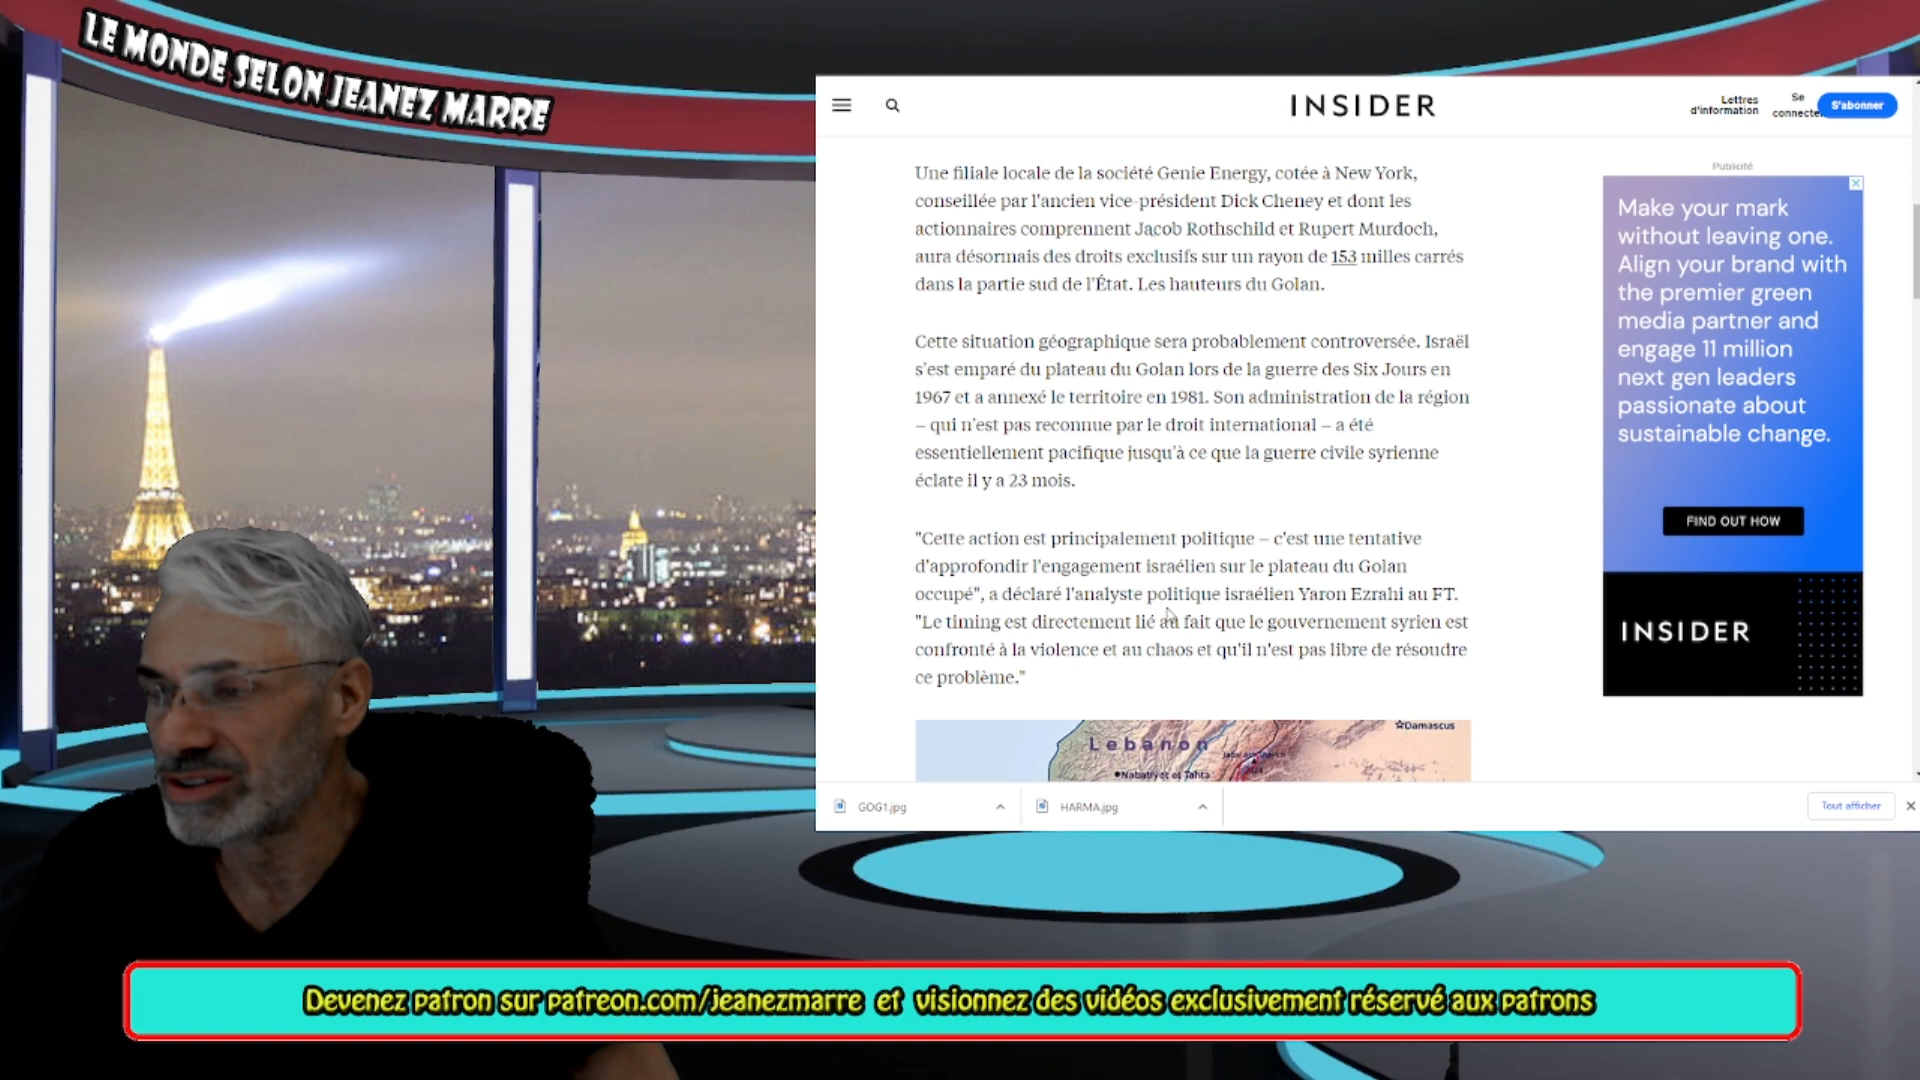 LE MONDE SELON JEANEZ MARRE
INSIDER
Lettres
d'information
Se
connecte
S'abonner
Une filiale locale de la société Genie Energy, cotée à New York,
conseillée par l'ancien vice-président Dick Cheney et dont les
actionnaires comprennent Jacob Rothschild et Rupert Murdoch,
aura désormais des droits exclusifs sur un rayon de 153 milles carrés
dans la partie sud de l'État. Les hauteurs du Golan.
Cette situation géographique sera probablement controversée. Israël
s'est emparé du plateau du Golan lors de la guerre des Six Jours en
1967 et a annexé le territoire en 1981. Son administration de la région
– qui n'est pas reconnue par le droit international – a été
essentiellement pacifique jusqu'à ce que la guerre civile syrienne
éclate il y a 23 mois.
"Cette action est principalement politique – c'est une tentative
d'approfondir l'engagement israélien sur le plateau du Golan
occupé", a déclaré l'analyste politique israélien Yaron Ezrahi au FT.
"Le timing est directement lié au fait que le gouvernement syrien est
confronté à la violence et au chaos et qu'il n'est pas libre de résoudre
ce problème."
Publicité
Make your mark
without leaving one.
Align your brand with
the premier green
media partner and
engage 11 million
next gen leaders
passionate about
sustainable change.
FIND OUT HOW
INSIDER
Damascus
Lebanon
Nabatiyet et Tahta
GOG1.jpg
HARMA.jpg
Tout afficher
Devenez patron sur patreon.com/jeanezmarre et visionnez des vidéos exclusivement réservé aux patrons